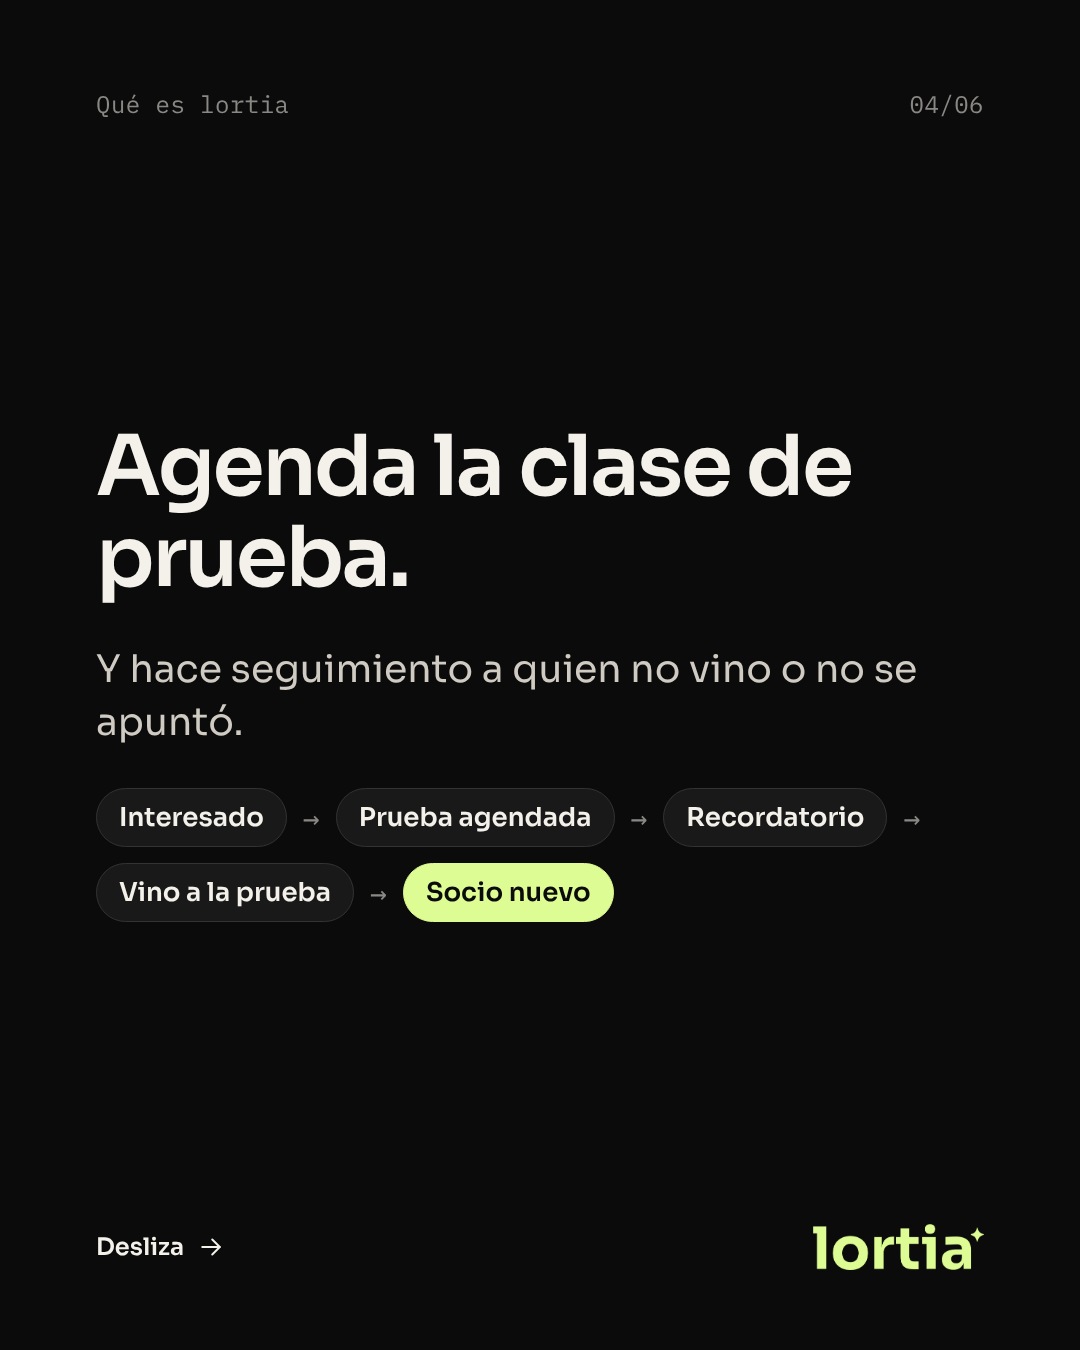 Qué es lortia
04/06
Agenda la clase de
prueba.
Y hace seguimiento a quien no vino o no se
apuntó.
Interesado → Prueba agendada → Recordatorio →
Vino a la prueba → Socio nuevo
Desliza →
lortia